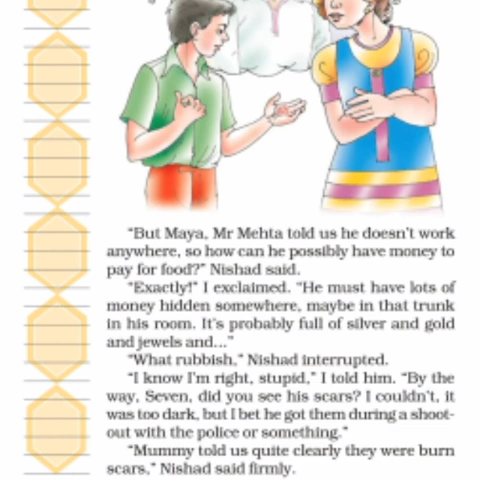 “But Maya, Mr Mehta told us he doesn’t work
anywhere, so how can he possibly have money to
pay for food?” Nishad said.
“Exactly!” I exclaimed. “He must have lots of
money hidden somewhere, maybe in that trunk
in his room. It’s probably full of silver and gold
and jewels and...”
“What rubbish,” Nishad interrupted.
“I know I’m right, stupid,” I told him. “By the
way, Seven, did you see his scars? I couldn’t, it
was too dark, but I bet he got them during a shoot-
out with the police or something.”
“Mummy told us quite clearly they were burn
scars,” Nishad said firmly.